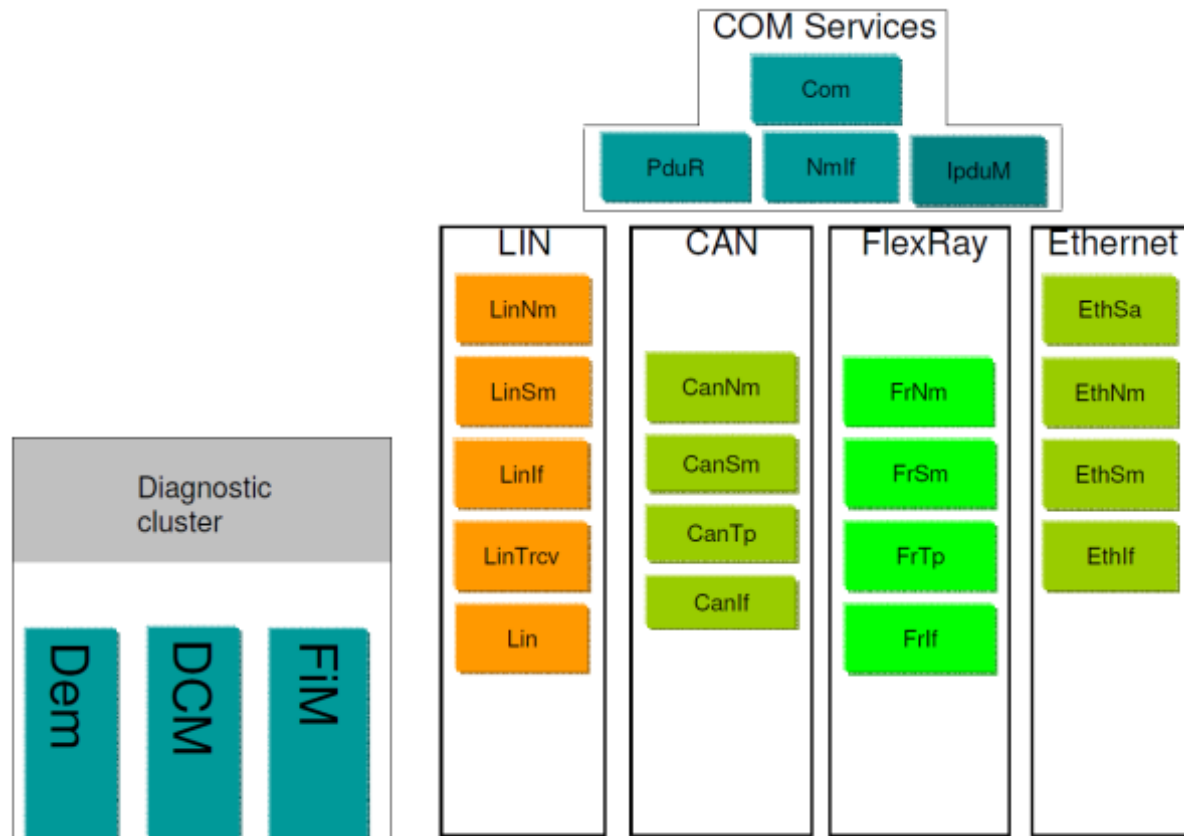 COM Services
Com
PduR
NmIf
IpduM
LIN
LinNm
LinSm
LinIf
LinTrcv
Lin
CAN
CanNm
CanSm
CanTp
CanIf
FlexRay
FrNm
FrSm
FrTp
FrIf
Ethernet
EthSa
EthNm
EthSm
EthIf
Diagnostic
cluster
Dem
DCM
FiM